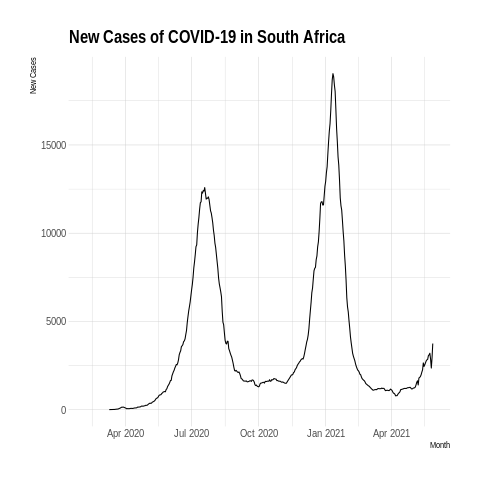 New Cases of COVID-19 in South Africa
New Cases
15000
10000
5000
0
Apr 2020 Jul 2020 Oct 2020 Jan 2021 Apr 2021
Month